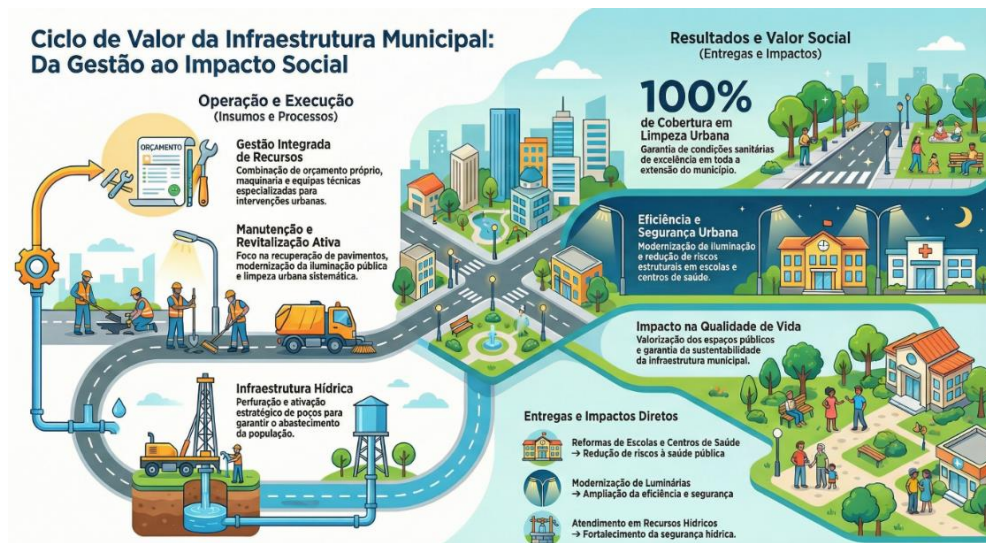 Ciclo de Valor da Infraestrutura Municipal:
Da Gestão ao Impacto Social
Operação e Execução
(Insumos e Processos)
ORÇAMENTO
Gestão Integrada
de Recursos
Combinação de orçamento próprio,
maquinaria e equipas técnicas
especializadas para
intervenções urbanas.
Manutenção e
Revitalização Ativa
Foco na recuperação de pavimentos,
modernização da iluminação pública
e limpeza urbana sistemática.
Infraestrutura Hídrica
Perfuração e ativação
estratégico de poços para
garantir o abastecimento
da população.
Resultados e Valor Social
(Entregas e Impactos)
100%
de Cobertura em
Limpeza Urbana
Garantia de condições sanitárias
de excelência em toda a
extensão do município.
Eficiência e
Segurança Urbana
Modernização de iluminação
e redução de riscos
estruturais em escolas e
centros de saúde.
Impacto na Qualidade de Vida
Valorização dos espaços públicos
e garantia da sustentabilidade
da infraestrutura municipal.
Entregas e Impactos Diretos
Reformas de Escolas e Centros de Saúde
→ Redução de riscos à saúde pública
Modernização de Luminárias
→ Ampliação da eficiência e segurança
Atendimento em Recursos Hídricos
→ Fortalecimento da segurança hídrica.